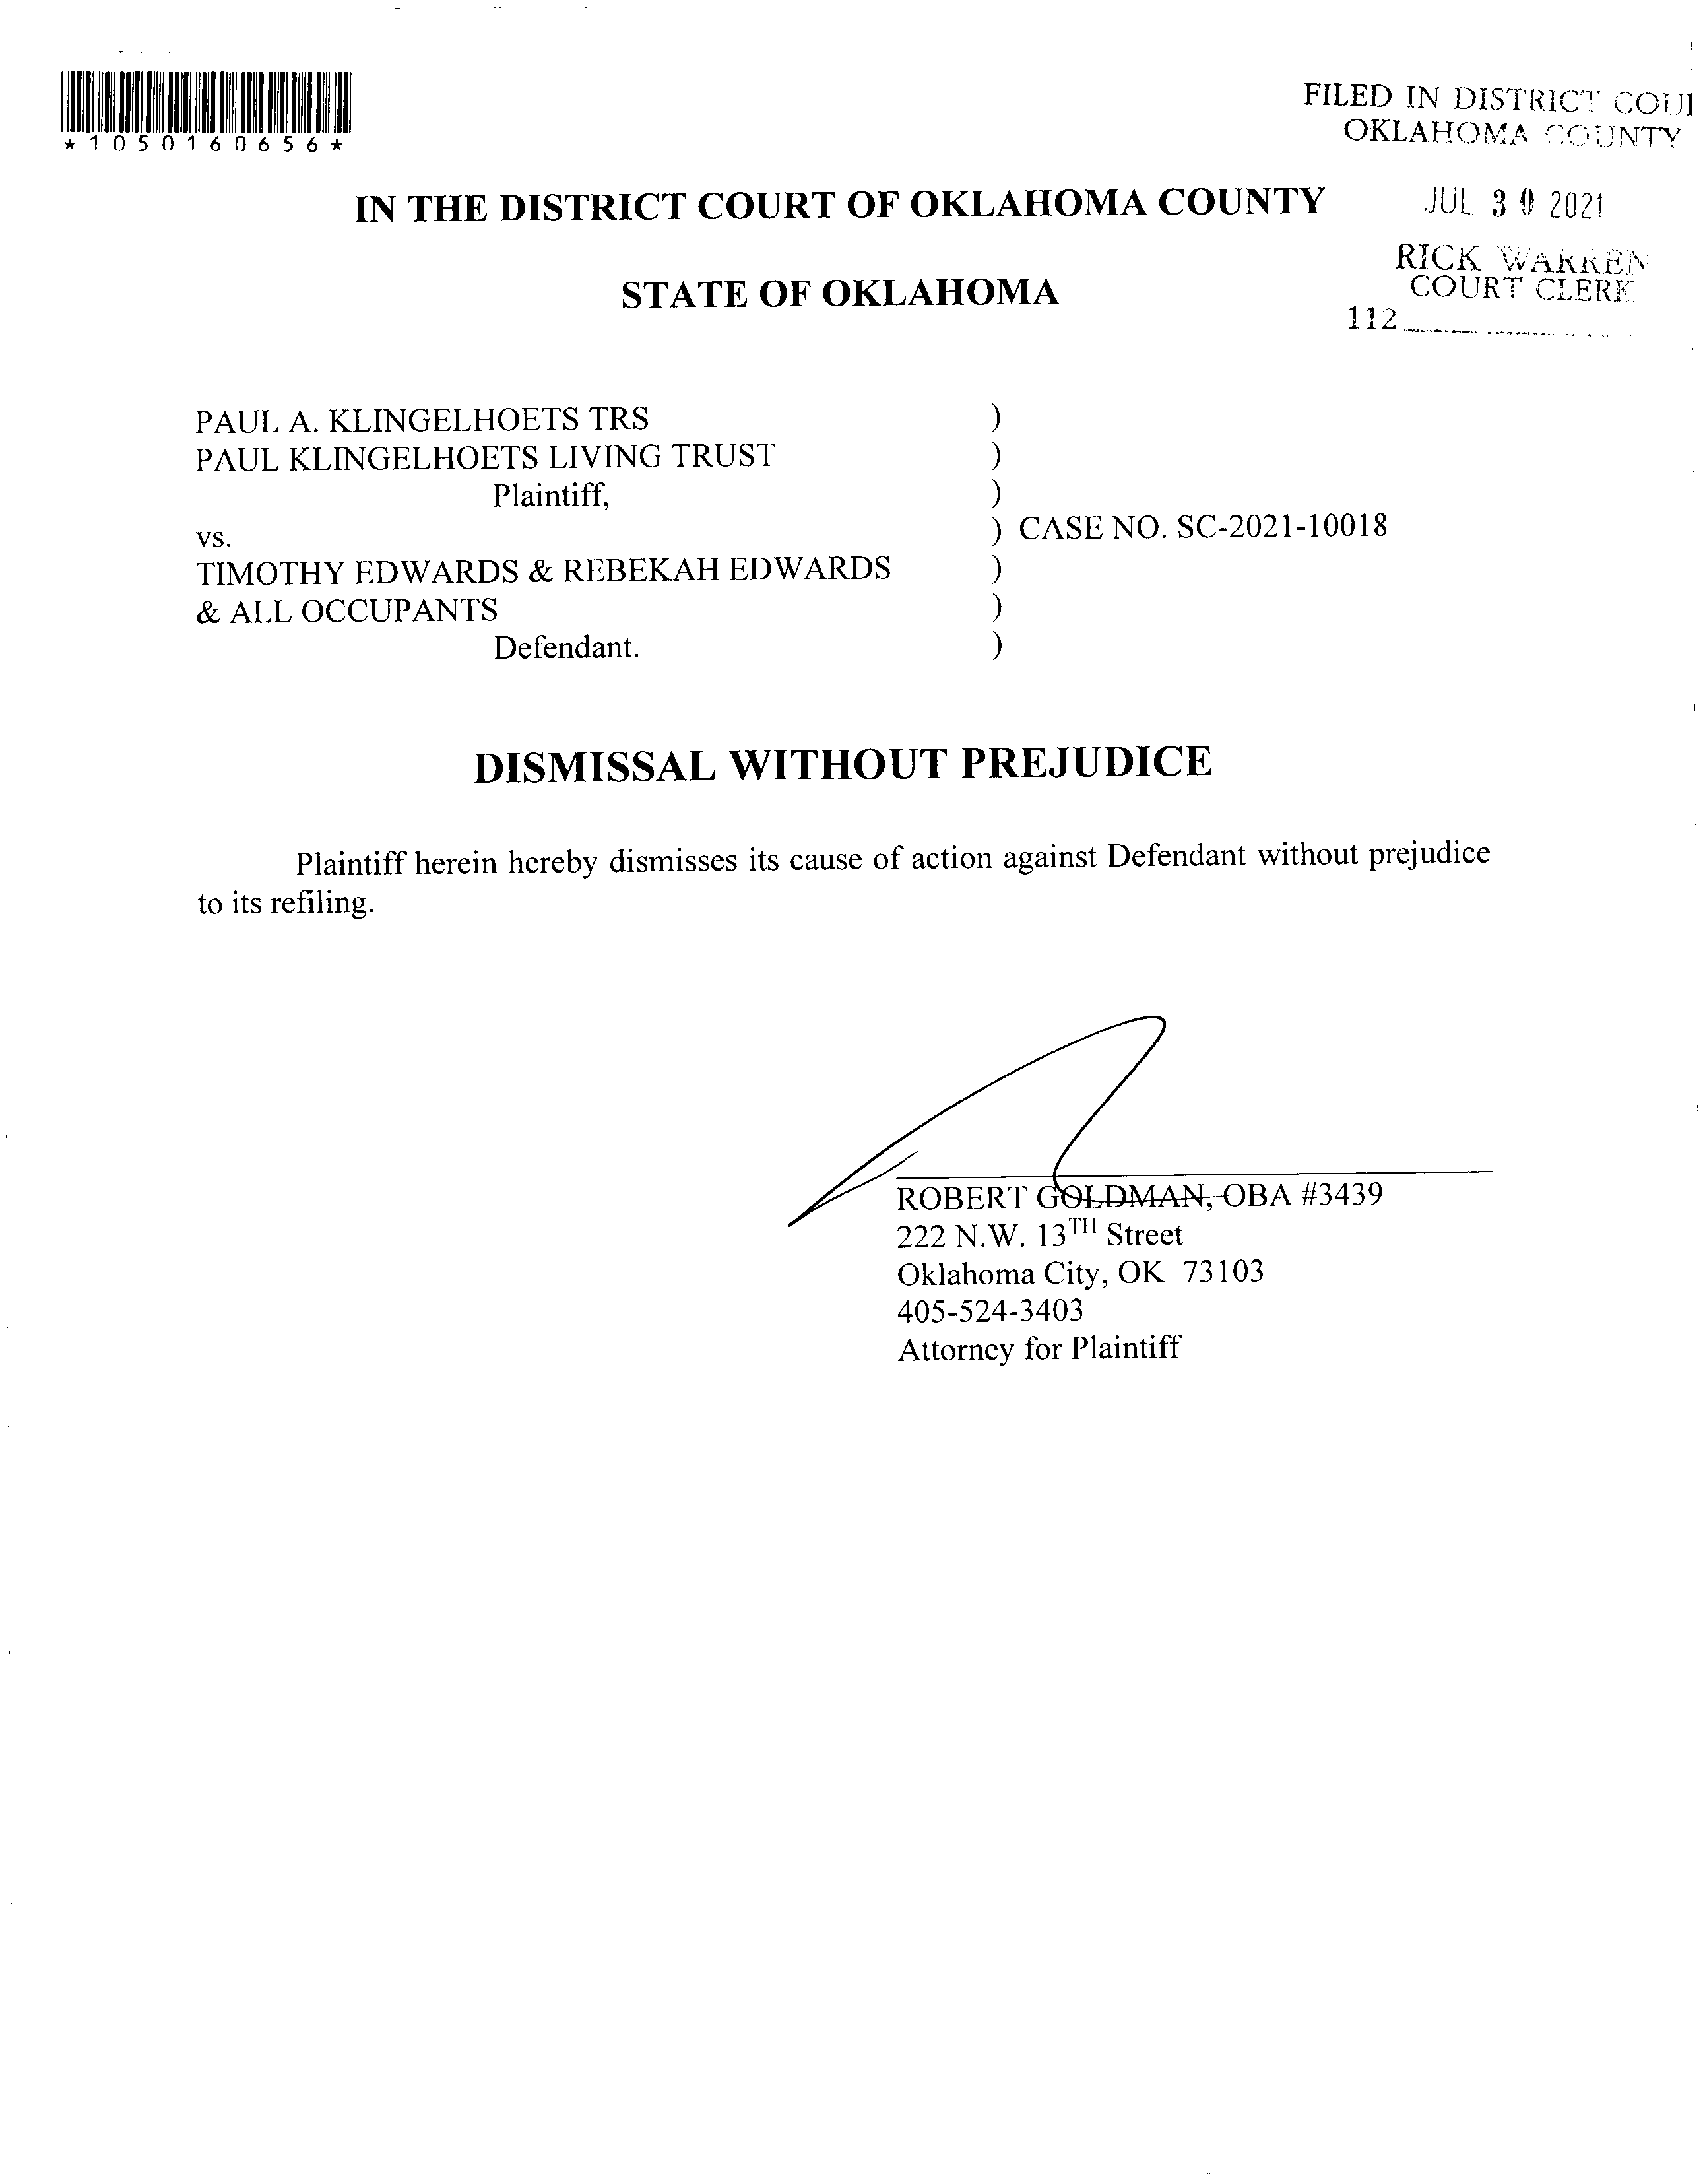 *1050160656*
FILED IN DISTRICT COU
OKLAHOMA COUNTY
IN THE DISTRICT COURT OF OKLAHOMA COUNTY
JUL 30 2021
STATE OF OKLAHOMA
RICK WARREN
COURT CLERK
112
PAUL A. KLINGELHOETS TRS )
PAUL KLINGELHOETS LIVING TRUST )
Plaintiff, )
vs. ) CASE NO. SC-2021-10018
TIMOTHY EDWARDS & REBEKAH EDWARDS )
& ALL OCCUPANTS )
Defendant. )
DISMISSAL WITHOUT PREJUDICE
Plaintiff herein hereby dismisses its cause of action against Defendant without prejudice
to its refiling.
ROBERT GOLDMAN, OBA #3439
222 N.W. 13TH Street
Oklahoma City, OK 73103
405-524-3403
Attorney for Plaintiff